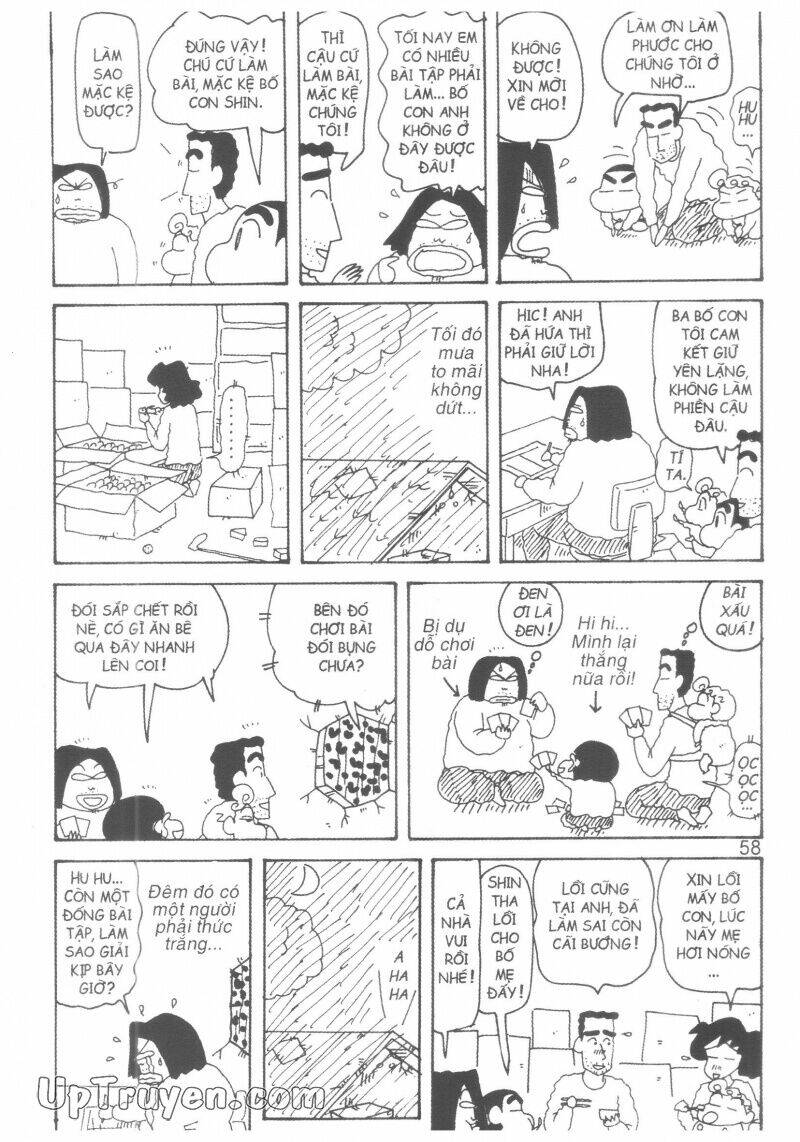 LÀM ƠN LÀM
PHƯỚC CHO
CHÚNG TÔI Ở
NHỜ...
HU
HU...
KHÔNG
ĐƯỢC!
XIN MỜI
VỀ CHO!
TỐI NAY EM
CÓ NHIỀU
BÀI TẬP PHẢI
LÀM... BỐ
CON ANH
KHÔNG Ở
ĐÂY ĐƯỢC
ĐÂU!
THÌ
CẬU CỨ
LÀM BÀI,
MẶC KỆ
CHÚNG
TÔI!
ĐÚNG VẬY!
CHÚ CỨ LÀM
BÀI, MẶC KỆ BỐ
CON SHIN.
LÀM
SAO
MẶC KỆ
ĐƯỢC?
BA BỐ CON
TÔI CAM
KẾT GIỮ
YÊN LẶNG,
KHÔNG LÀM
PHIỀN CẬU
ĐÂU.
TÍ
TA.
HIC! ANH
ĐÃ HỨA THÌ
PHẢI GIỮ LỜI
NHA!
Tối đó
mưa
to mãi
không
dứt...
BÀI
XẤU
QUÁ!
ĐEN
ƠI LÀ
ĐEN!
Hi hi...
Mình lại
thắng
nữa rồi!
Bị dụ
dỗ chơi
bài
ỌC
ỌC
ỌC
...
BÊN ĐÓ
CHƠI BÀI
ĐÓI BỤNG
CHƯA?
ĐÓI SẮP CHẾT RỒI
NÈ, CÓ GÌ ĂN BÊ
QUA ĐÂY NHANH
LÊN COI!
58
XIN LỖI
MẤY BỐ
CON, LÚC
NÃY MẸ
HƠI NÓNG
...
LỖI CŨNG
TẠI ANH, ĐÃ
LÀM SAI CÒN
CÃI BƯỚNG!
SHIN
THA
LỖI
CHO
BỐ
MẸ
ĐẤY!
CẢ
NHÀ
VUI
RỒI
NHÉ!
A
HA
HA
Đêm đó có
một người
phải thức
trắng...
HU HU...
CÒN MỘT
ĐỐNG BÀI
TẬP, LÀM
SAO GIẢI
KỊP BÂY
GIỜ?
UpTruyen.com